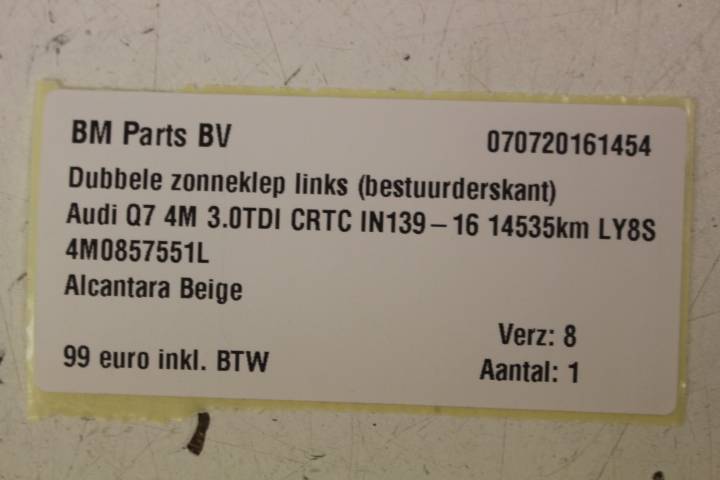 BM Parts BV 070720161454
Dubbele zonneklep links (bestuurderskant)
Audi Q7 4M 3.0TDI CRTC IN139-16 14535km LY8S
4M0857551L
Alcantara Beige
Verz: 8
99 euro inkl. BTW Aantal: 1